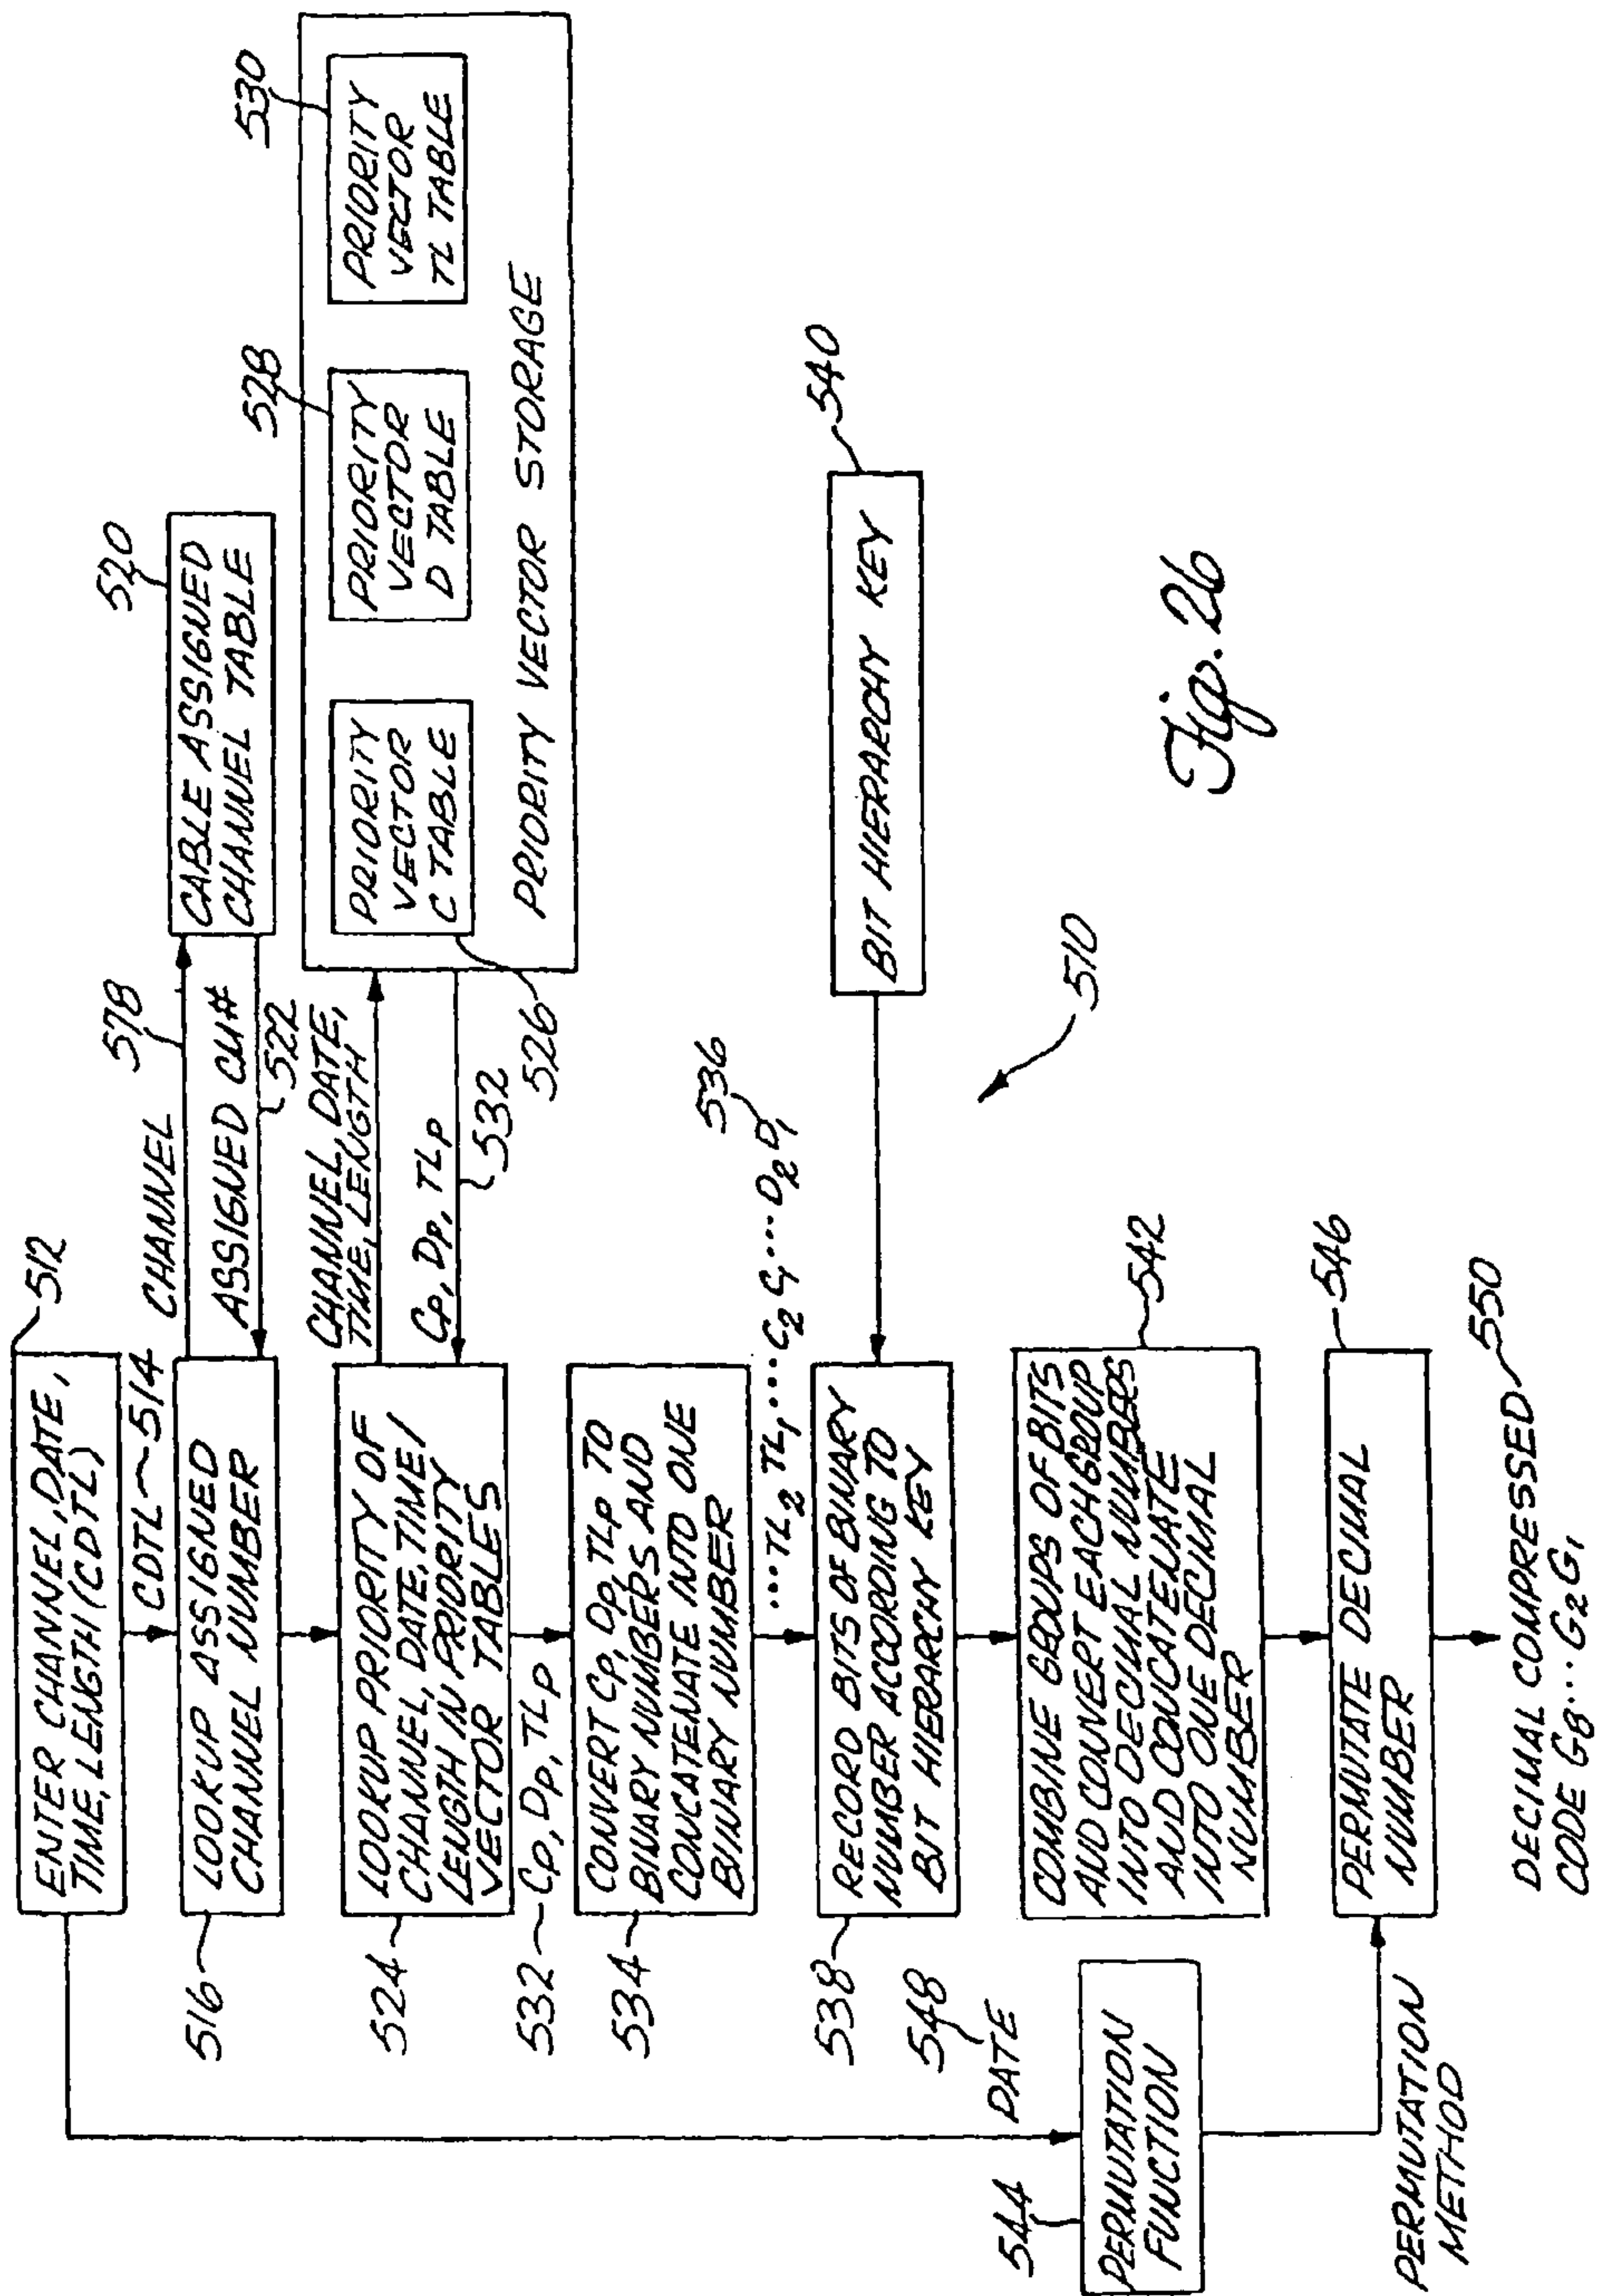 512
ENTER CHANNEL, DATE,
TIME, LENGTH (CDTL)
CDTL~514
516
LOOKUP ASSIGNED
CHANNEL NUMBER
CHANNEL
578
ASSIGNED CH#
522
520
CABLE ASSIGNED
CHANNEL TABLE
524
LOOKUP PRIORITY OF
CHANNEL, DATE, TIME/
LENGTH IN PRIORITY
VECTOR TABLES
CHANNEL, DATE,
TIME, LENGTH
CP, DP, TLP
532
526
PRIORITY
VECTOR
C TABLE
528
PRIORITY
VECTOR
D TABLE
530
PRIORITY
VECTOR
TL TABLE
PRIORITY VECTOR STORAGE
532~CP, DP, TLP
534
CONVERT CP, DP, TLP TO
BINARY NUMBERS AND
CONCATENATE INTO ONE
BINARY NUMBER
...TL2 TL1,...C2 C1...D2 D1
536
538
RECORD BITS OF BINARY
NUMBER ACCORDING TO
BIT HIERARCHY KEY
BIT HIERARCHY KEY
540
548
DATE
COMBINE GROUPS OF BITS
AND CONVERT EACH GROUP
INTO DECIMAL NUMBERS
AND CONCATENATE
INTO ONE DECIMAL
NUMBER
542
510
544
PERMUTATION
FUNCTION
PERMUTATE DECIMAL
NUMBER
546
PERMUTATION
METHOD
DECIMAL COMPRESSED
CODE G8...G2G1
550
Fig. 26